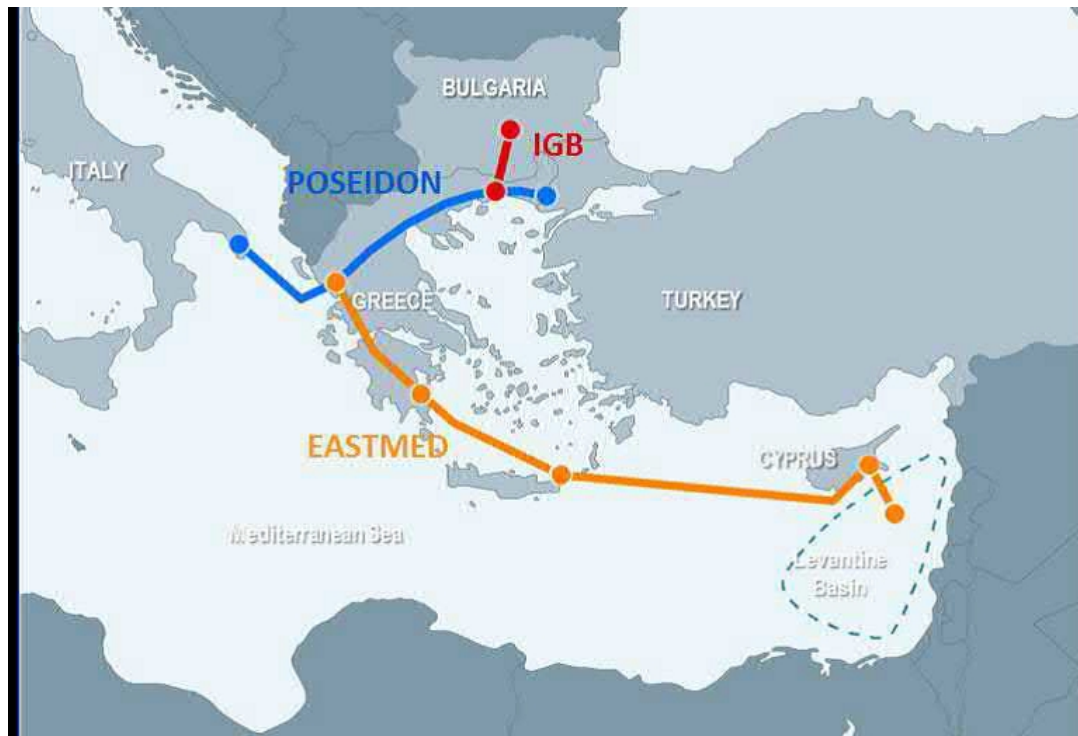 BULGARIA
IGB
ITALY
POSEIDON
GREECE
TURKEY
EASTMED
CYPRUS
Mediterranean Sea
Levantine
Basin